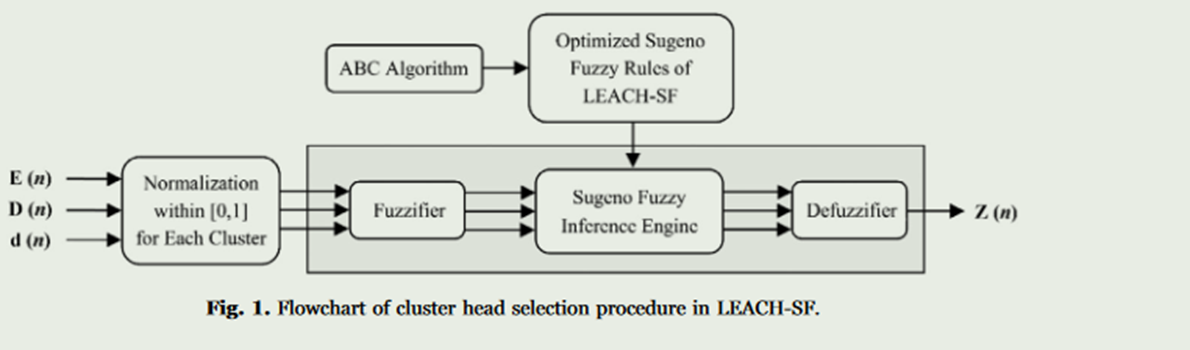 Optimized Sugeno
Fuzzy Rules of
LEACH-SF
ABC Algorithm
E (n)
D (n)
d (n)
Normalization
within [0,1]
for Each Cluster
Fuzzifier
Sugeno Fuzzy
Inference Engine
Defuzzifier
Z (n)
Fig. 1. Flowchart of cluster head selection procedure in LEACH-SF.